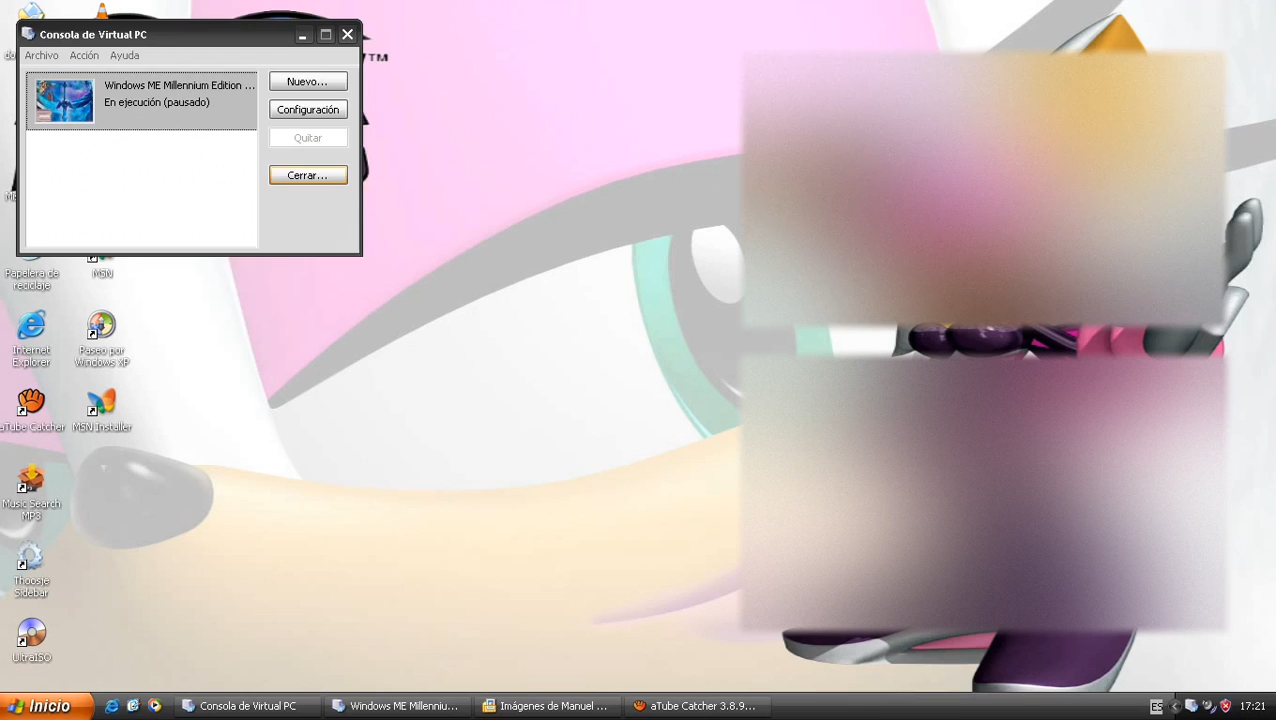 Consola de Virtual PC
Archivo Acción Ayuda
TM
Windows ME Millennium Edition ...
En ejecución (pausado)
Nuevo...
Configuración
Quitar
Cerrar...
Papelera de reciclaje
MSN
Internet Explorer
Paseo por Windows XP
aTube Catcher
MSN Installer
Music Search MP3
Thoosje Sidebar
UltraISO
Inicio
Consola de Virtual PC
Windows ME Millenniu...
Imágenes de Manuel ...
aTube Catcher 3.8.9...
ES
17:21